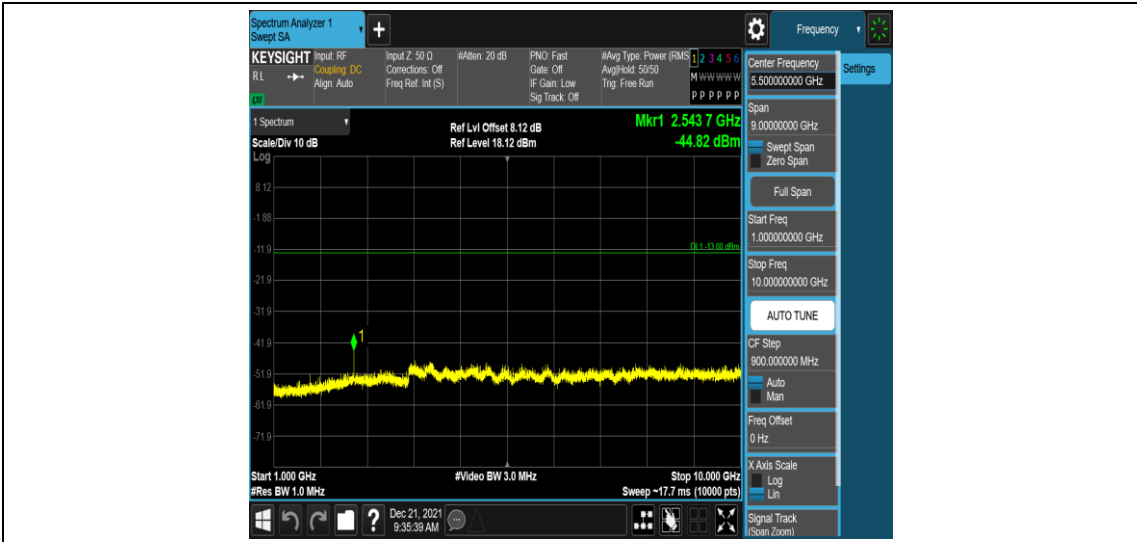 Spectrum Analyzer 1
Swept SA
+
Frequency
KEYSIGHT
RL
Input: RF
Coupling: DC
Align: Auto
Input Z: 50 Ω
Corrections: Off
Freq Ref: Int (S)
#Atten: 20 dB
PNO: Fast
Gate: Off
IF Gain: Low
Sig Track: Off
#Avg Type: Power (RMS
Avg|Hold: 50/50
Trig: Free Run
1 2 3 4 5 6
M W W W W W
P P P P P P
1 Spectrum
Scale/Div 10 dB
Ref Lvl Offset 8.12 dB
Ref Level 18.12 dBm
Mkr1 2.543 7 GHz
-44.82 dBm
Log
8.12
-1.88
-11.9
-21.9
-31.9
-41.9
-51.9
-61.9
-71.9
DL1 -13.00 dBm
1
Start 1.000 GHz
#Res BW 1.0 MHz
#Video BW 3.0 MHz
Stop 10.000 GHz
Sweep ~17.7 ms (10000 pts)
?
Dec 21, 2021
9:35:39 AM
Center Frequency
5.500000000 GHz
Span
9.00000000 GHz
Swept Span
Zero Span
Full Span
Start Freq
1.000000000 GHz
Stop Freq
10.000000000 GHz
AUTO TUNE
CF Step
900.000000 MHz
Auto
Man
Freq Offset
0 Hz
X Axis Scale
Log
Lin
Signal Track
(Span Zoom)
Settings